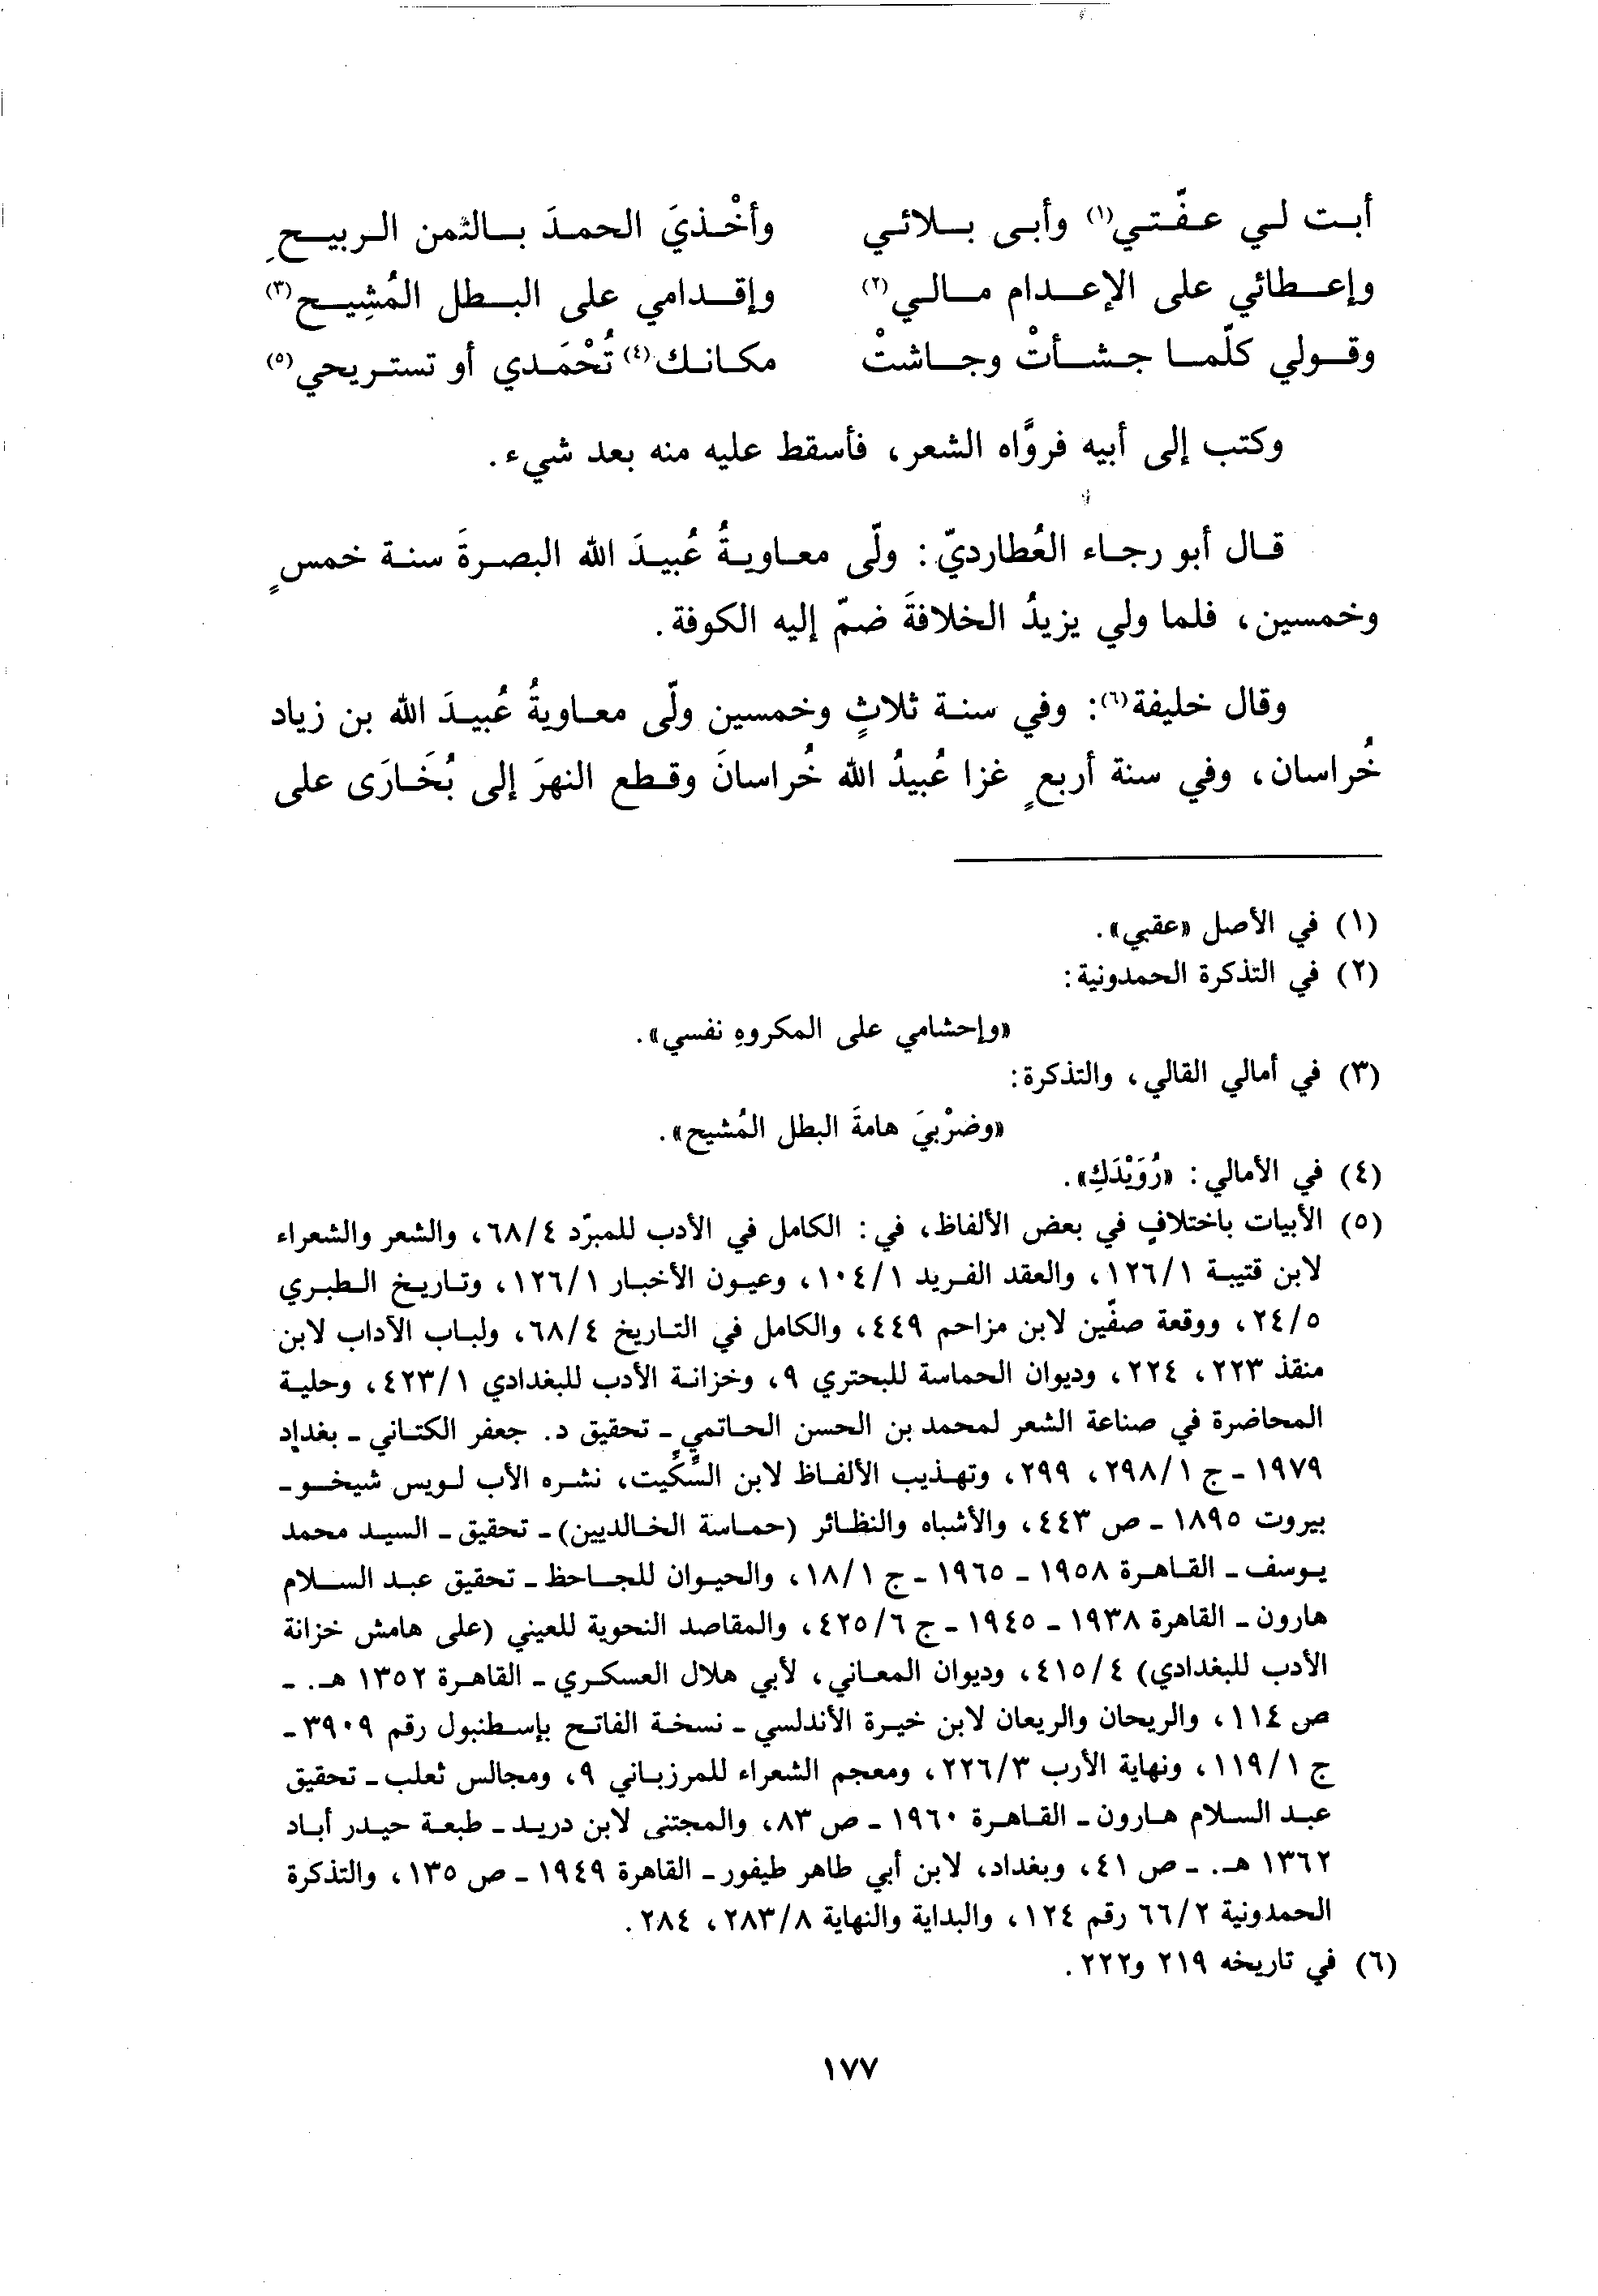 أبت لي عفّتي(١) وأبى بلائي وأخْذيَ الحمدَ بالثمن الربيحِ
وإعطائي على الإعدام مالي(٢) وإقدامي على البطل المُشِيح(٣)
وقولي كلّما جشأتْ وجاشتْ مكانك(٤) تُحْمَدي أو تستريحي(٥)
وكتب إلى أبيه فروَّاه الشعر، فأسقط عليه منه بعد شيء.
قال أبو رجاء العُطارديّ: ولّى معاويةُ عُبيدَ الله البصرةَ سنة خمسٍ
وخمسين، فلما ولي يزيدُ الخلافةَ ضمّ إليه الكوفة.
وقال خليفة(٦): وفي سنة ثلاثٍ وخمسين ولّى معاويةُ عُبيدَ الله بن زياد
خُراسان، وفي سنة أربعٍ غزا عُبيدُ الله خُراسانَ وقطع النهرَ إلى بُخَارَى على
(١) في الأصل «عقبي».
(٢) في التذكرة الحمدونية:
«وإحشامي على المكروهِ نفسي».
(٣) في أمالي القالي، والتذكرة:
«وضرْبيَ هامةَ البطل المُشيح».
(٤) في الأمالي: «رُوَيْدَكِ».
(٥) الأبيات باختلافٍ في بعض الألفاظ، في: الكامل في الأدب للمبرّد ٦٨/٤، والشعر والشعراء
لابن قتيبة ١٢٦/١، والعقد الفريد ١٠٤/١، وعيون الأخبار ١٢٦/١، وتاريخ الطبري
٢٤/٥، ووقعة صفّين لابن مزاحم ٤٤٩، والكامل في التاريخ ٦٨/٤، ولباب الآداب لابن
منقذ ٢٢٣، ٢٢٤، وديوان الحماسة للبحتري ٩، وخزانة الأدب للبغدادي ٤٢٣/١، وحلية
المحاضرة في صناعة الشعر لمحمد بن الحسن الحاتمي - تحقيق د. جعفر الكتاني - بغداد
١٩٧٩ - ج ٢٩٨/١، ٢٩٩، وتهذيب الألفاظ لابن السِّكِّيت، نشره الأب لويس شيخو -
بيروت ١٨٩٥ - ص ٤٤٣، والأشباه والنظائر (حماسة الخالديين) - تحقيق - السيد محمد
يوسف - القاهرة ١٩٥٨ - ١٩٦٥ - ج ١٨/١، والحيوان للجاحظ - تحقيق عبد السلام
هارون - القاهرة ١٩٣٨ - ١٩٤٥ - ج ٤٢٥/٦، والمقاصد النحوية للعيني (على هامش خزانة
الأدب للبغدادي) ٤١٥/٤، وديوان المعاني، لأبي هلال العسكري - القاهرة ١٣٥٢ هـ. -
ص ١١٤، والريحان والريعان لابن خيرة الأندلسي - نسخة الفاتح بإسطنبول رقم ٣٩٠٩ -
ج ١١٩/١، ونهاية الأرب ٢٢٦/٣، ومعجم الشعراء للمرزباني ٩، ومجالس ثعلب - تحقيق
عبد السلام هارون - القاهرة ١٩٦٠ - ص ٨٣، والمجتنى لابن دريد - طبعة حيدر أباد
١٣٦٢ هـ. - ص ٤١، وبغداد، لابن أبي طاهر طيفور - القاهرة ١٩٤٩ - ص ١٣٥، والتذكرة
الحمدونية ٦٦/٢ رقم ١٢٤، والبداية والنهاية ٢٨٣/٨، ٢٨٤.
(٦) في تاريخه ٢١٩ و٢٢٢.
١٧٧